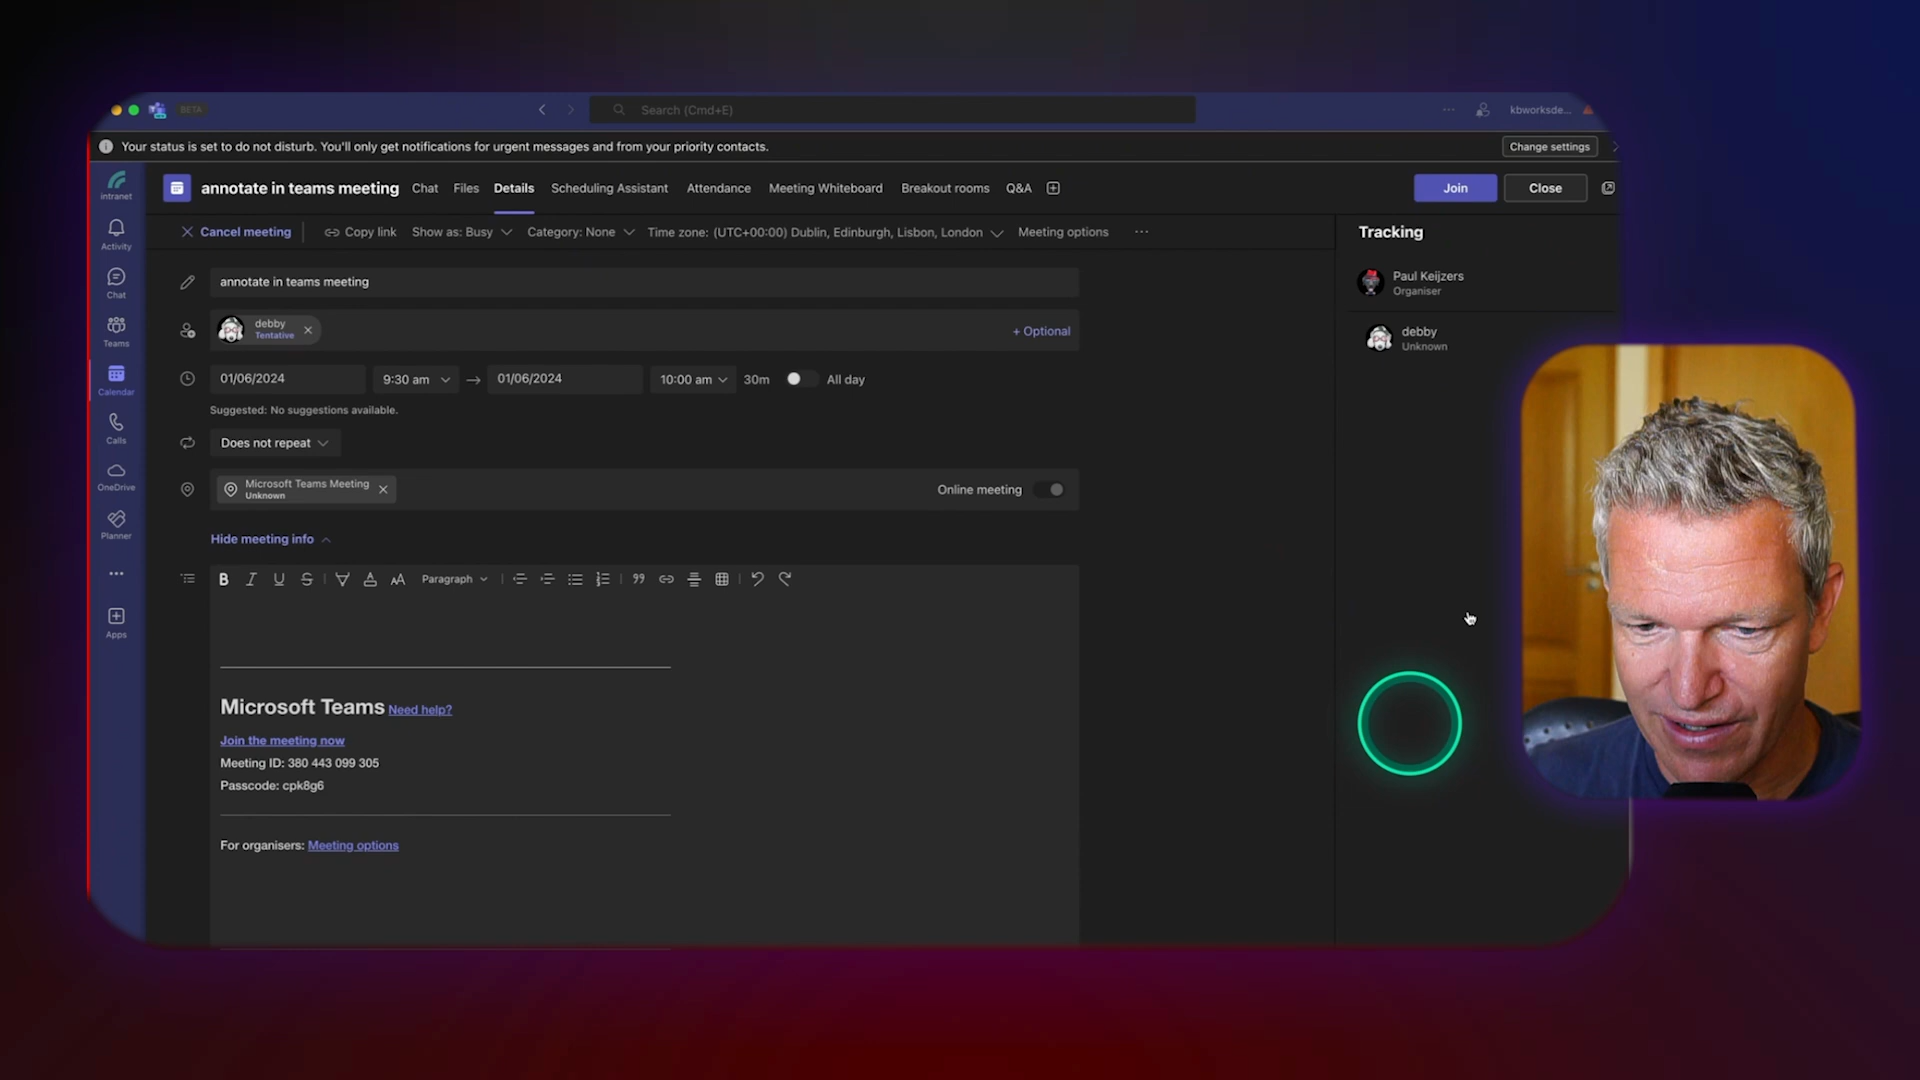 BETA
Search (Cmd+E)
kbworksde...
Your status is set to do not disturb. You'll only get notifications for urgent messages and from your priority contacts.
Change settings
intranet
annotate in teams meeting
Chat
Files
Details
Scheduling Assistant
Attendance
Meeting Whiteboard
Breakout rooms
Q&A
Join
Close
Activity
Chat
Teams
Calendar
Calls
OneDrive
Planner
Apps
Cancel meeting
Copy link
Show as: Busy
Category: None
Time zone: (UTC+00:00) Dublin, Edinburgh, Lisbon, London
Meeting options
annotate in teams meeting
debby
Tentative
+ Optional
01/06/2024
9:30 am
01/06/2024
10:00 am
30m
All day
Suggested: No suggestions available.
Does not repeat
Microsoft Teams Meeting
Unknown
Online meeting
Hide meeting info
Paragraph
Microsoft Teams Need help?
Join the meeting now
Meeting ID: 380 443 099 305
Passcode: cpk8g6
For organisers: Meeting options
Tracking
Paul Keijzers
Organiser
debby
Unknown